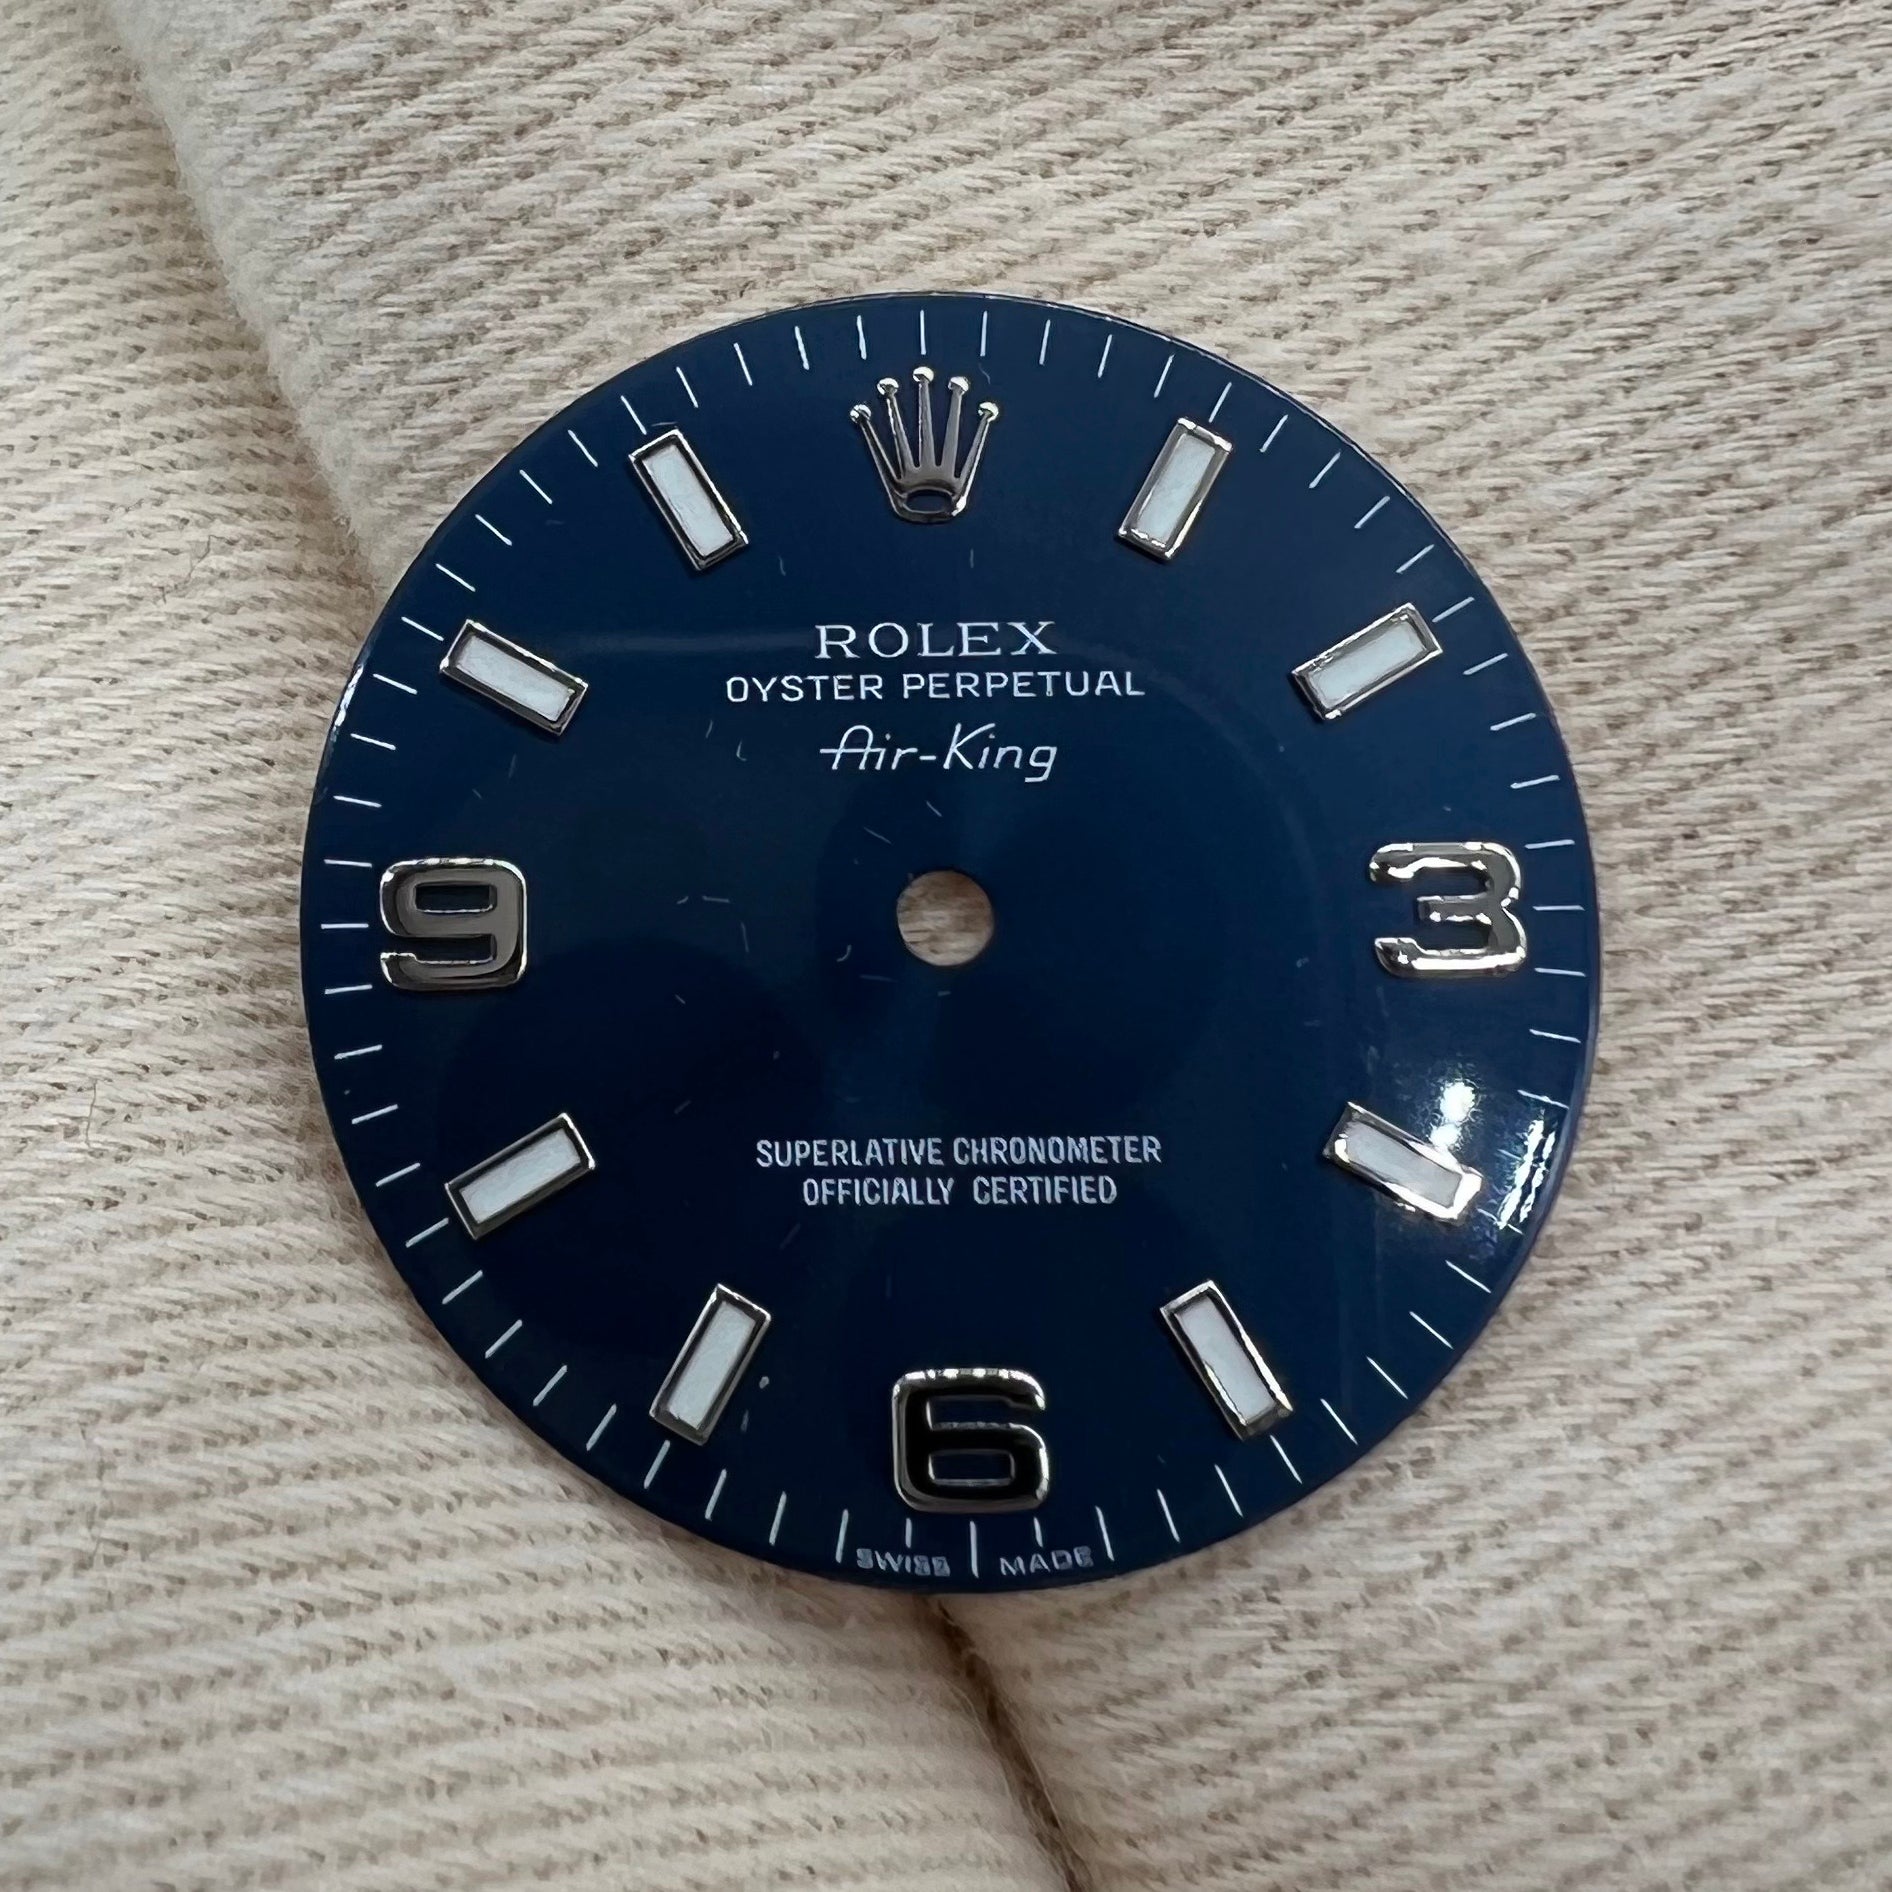 ROLEX
OYSTER PERPETUAL
Air-King
9 3
SUPERLATIVE CHRONOMETER
OFFICIALLY CERTIFIED
6
SWISS MADE